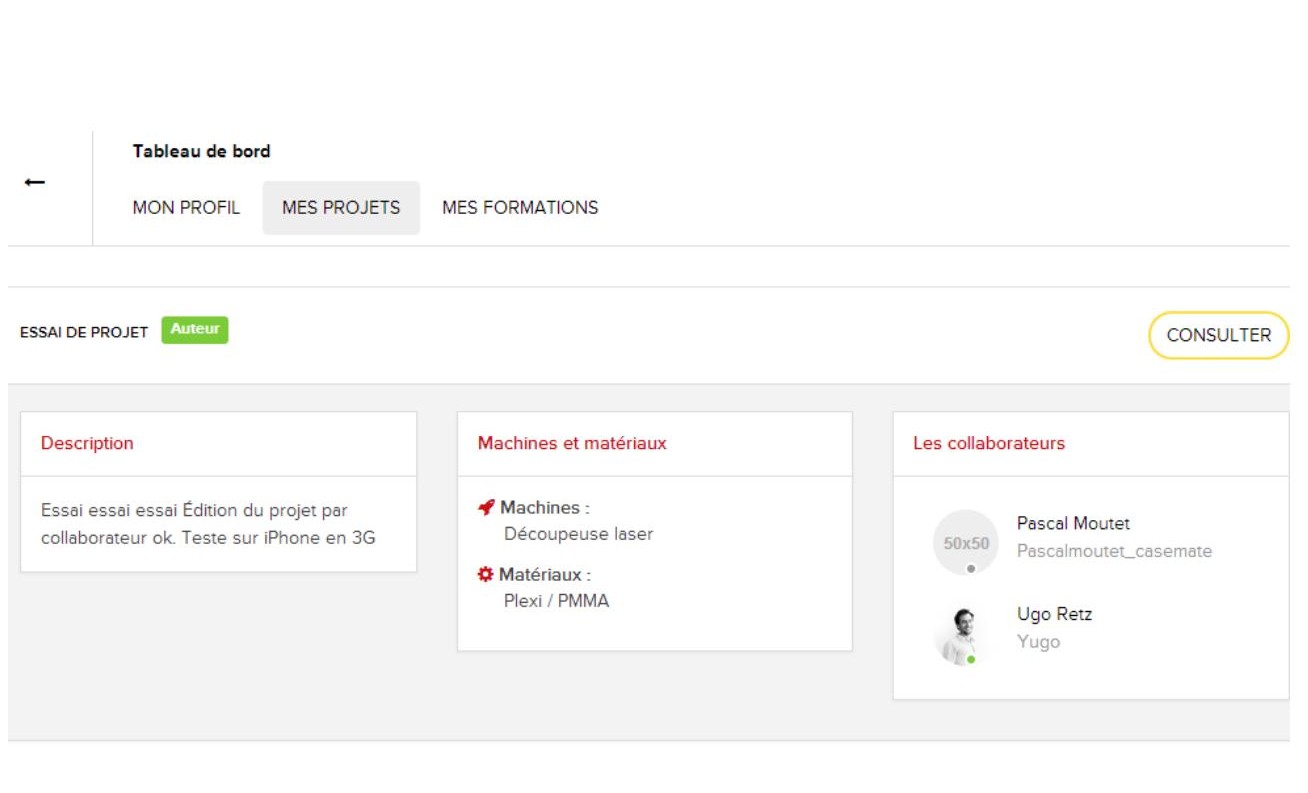 Tableau de bord
←
MON PROFIL MES PROJETS MES FORMATIONS
ESSAI DE PROJET Auteur CONSULTER
Description
Essai essai essai Édition du projet par
collaborateur ok. Teste sur iPhone en 3G
Machines et matériaux
Machines :
Découpeuse laser
Matériaux :
Plexi / PMMA
Les collaborateurs
50x50
Pascal Moutet
Pascalmoutet_casemate
Ugo Retz
Yugo